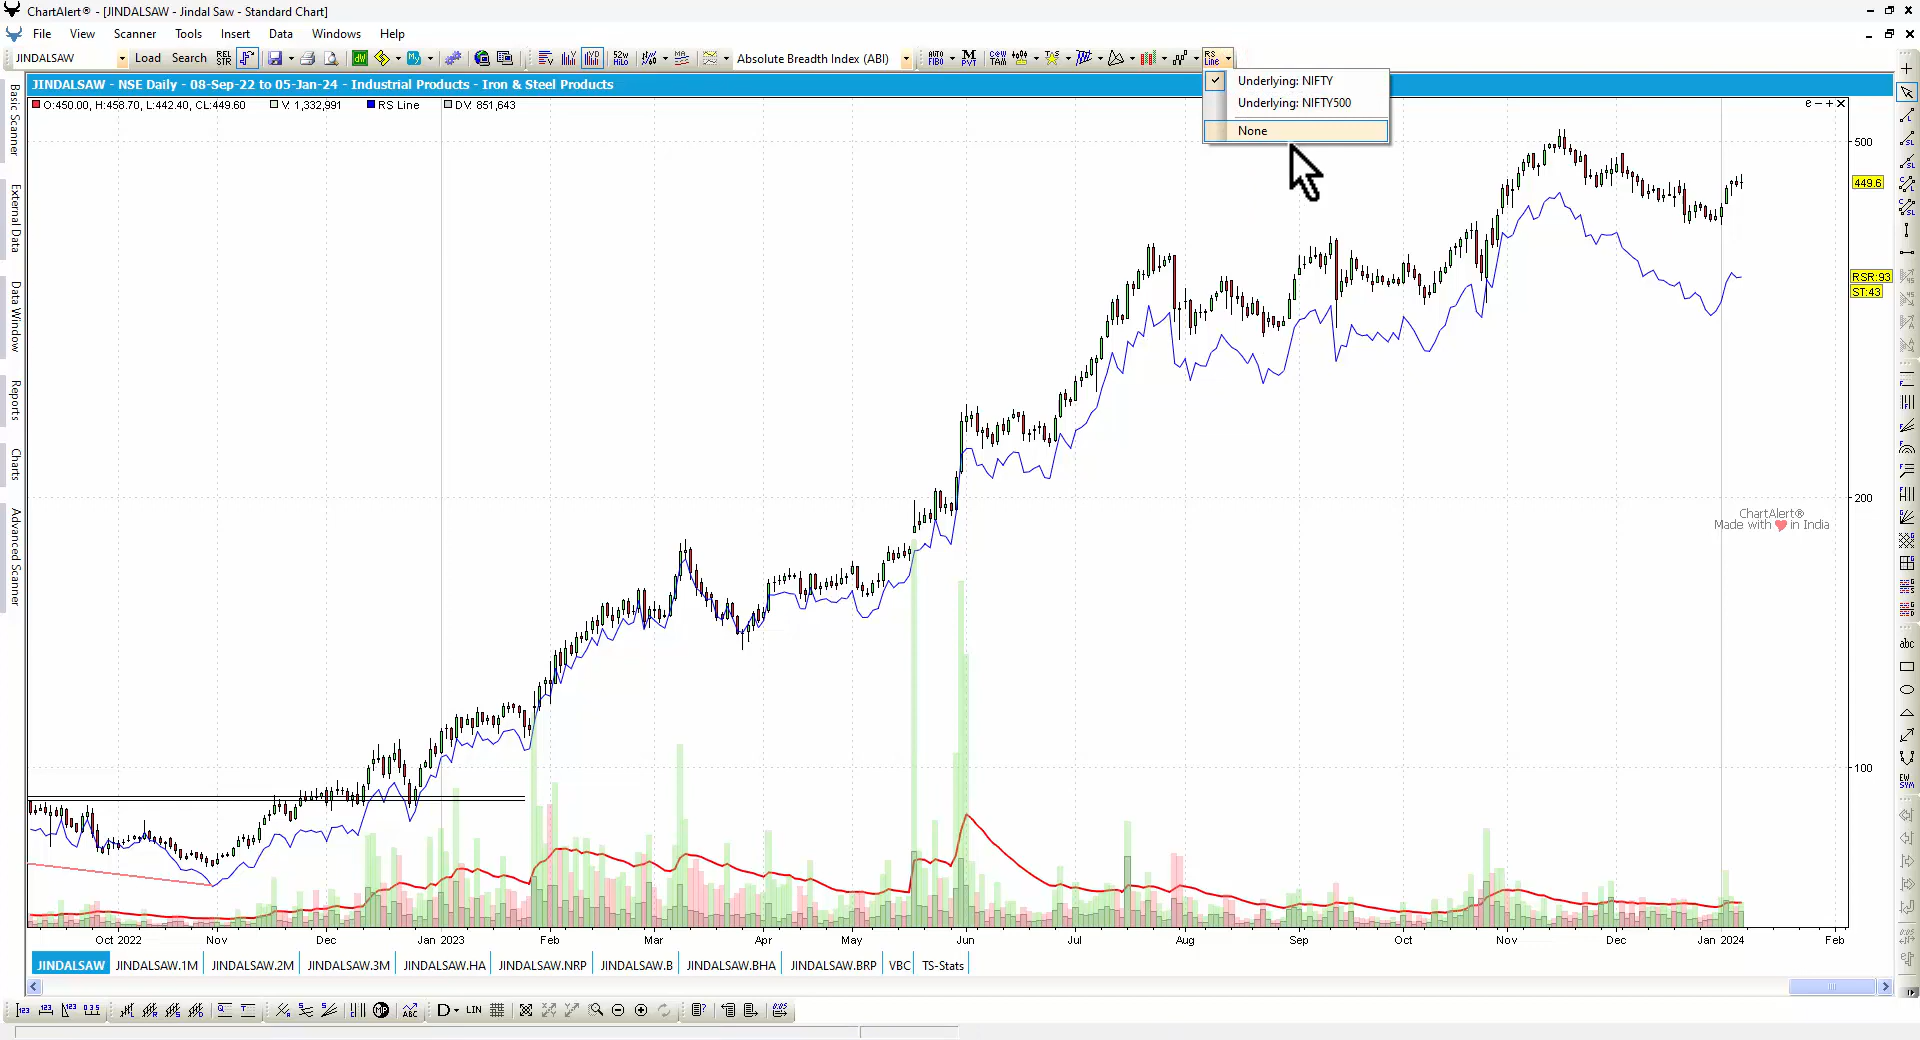 ChartAlert® - [JINDALSAW - Jindal Saw - Standard Chart]
File View Scanner Tools Insert Data Windows Help
JINDALSAW Load Search REL STR Absolute Breadth Index (ABI) RS Line
JINDALSAW - NSE Daily - 08-Sep-22 to 05-Jan-24 - Industrial Products - Iron & Steel Products
O:450.00, H:458.70, L:442.40, CL:449.60 V: 1,332,991 RS Line DV: 851,643
Underlying: NIFTY
Underlying: NIFTY500
None
Basic Scanner
External Data
Data Window
Reports
Charts
Advanced Scanner
500
449.6
RSR:93
ST:43
200
ChartAlert®
Made with ❤ in India
100
abc
Oct 2022 Nov Dec Jan 2023 Feb Mar Apr May Jun Jul Aug Sep Oct Nov Dec Jan 2024 Feb
JINDALSAW JINDALSAW.1M JINDALSAW.2M JINDALSAW.3M JINDALSAW.HA JINDALSAW.NRP JINDALSAW.B JINDALSAW.BHA JINDALSAW.BRP VBC TS-Stats
D LIN